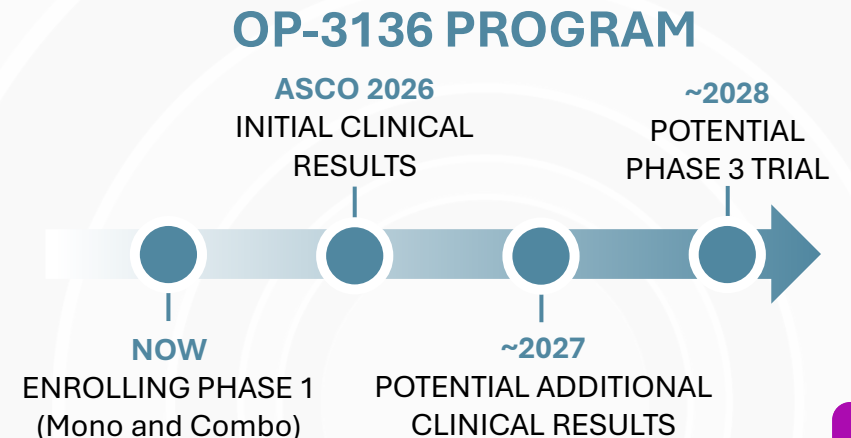 OP-3136 PROGRAM
ASCO 2026
INITIAL CLINICAL
RESULTS
~2028
POTENTIAL
PHASE 3 TRIAL
NOW
ENROLLING PHASE 1
(Mono and Combo)
~2027
POTENTIAL ADDITIONAL
CLINICAL RESULTS